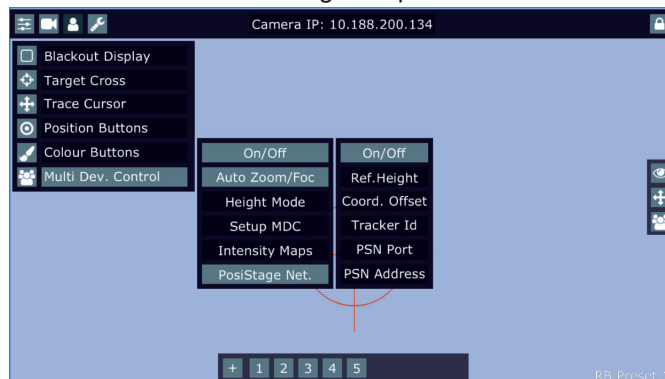 Camera IP: 10.188.200.134
Blackout Display
Target Cross
Trace Cursor
Position Buttons
Colour Buttons
Multi Dev. Control
On/Off
Auto Zoom/Foc
Height Mode
Setup MDC
Intensity Maps
PosiStage Net.
On/Off
Ref.Height
Coord. Offset
Tracker Id
PSN Port
PSN Address
+ 1 2 3 4 5
RB Preset